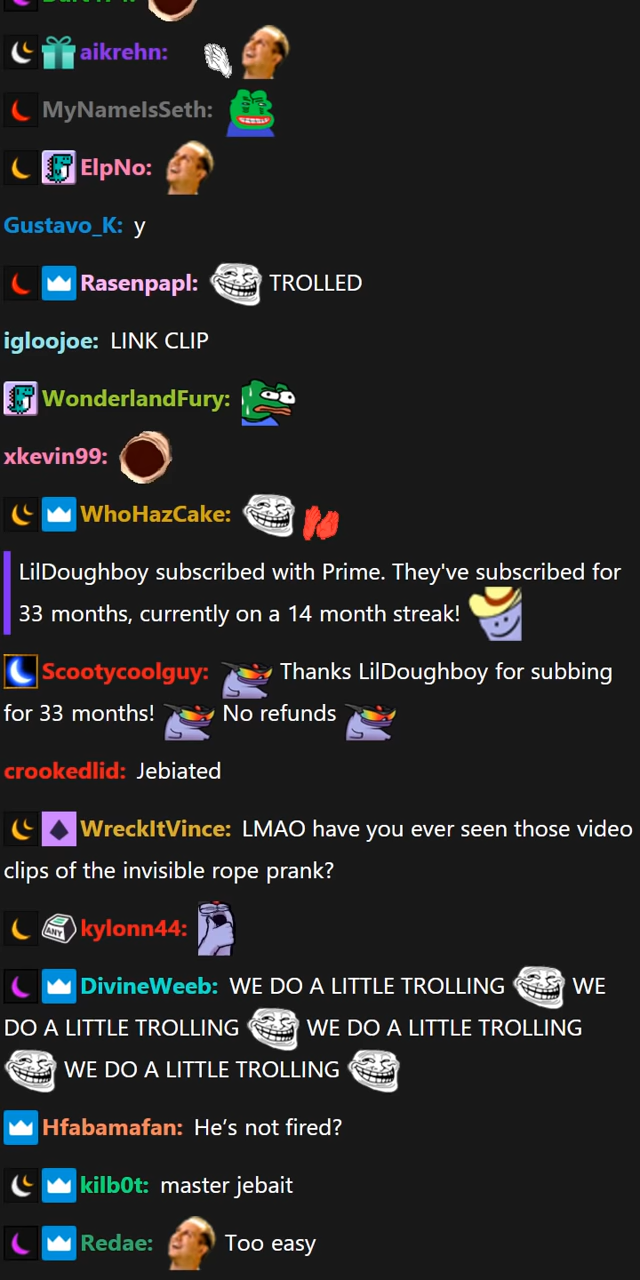 aikrehn:
MyNameIsSeth:
ElpNo:
Gustavo_K: y
Rasenpapl: TROLLED
igloojoe: LINK CLIP
WonderlandFury:
xkevin99:
WhoHazCake:
LilDoughboy subscribed with Prime. They've subscribed for
33 months, currently on a 14 month streak!
Scootycoolguy: Thanks LilDoughboy for subbing
for 33 months! No refunds
crookedlid: Jebiated
WreckItVince: LMAO have you ever seen those video
clips of the invisible rope prank?
ANY kylonn44:
DivineWeeb: WE DO A LITTLE TROLLING WE
DO A LITTLE TROLLING WE DO A LITTLE TROLLING
WE DO A LITTLE TROLLING
Hfabamafan: He’s not fired?
kilb0t: master jebait
Redae: Too easy